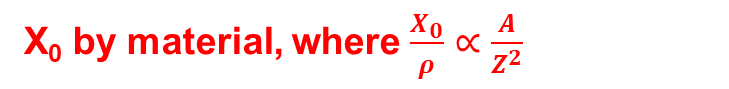 X₀ by material, where X₀/ρ ∝ A/Z²